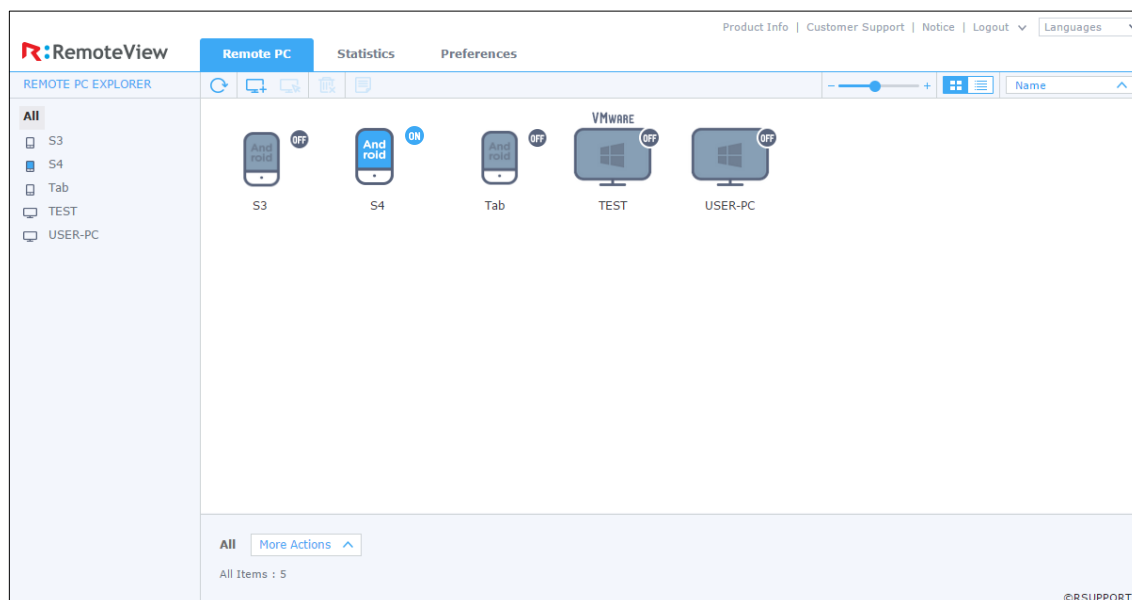 Product Info | Customer Support | Notice | Logout Languages
R:RemoteView Remote PC Statistics Preferences
REMOTE PC EXPLORER
Name
All
S3
S4
Tab
TEST
USER-PC
VMWARE
OFF ON OFF OFF OFF
And And And
roid roid roid
S3 S4 Tab TEST USER-PC
All More Actions
All Items : 5
©RSUPPORT